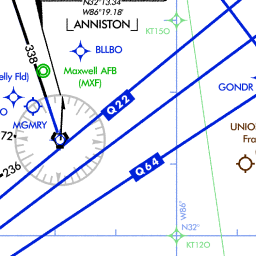 N32°13.34'
W86°19.18'
ANNISTON
KT15O
338
BLLBO
Maxwell AFB
(MXF)
elly Fld)
GONDR
Q22
MGMRY
UNION
Fra
72°
236
Q64
W86°
N32°
KT12O